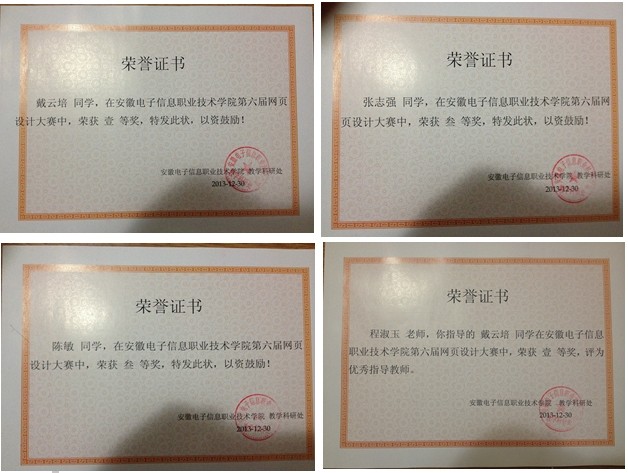 荣誉证书
戴云培 同学，在安徽电子信息职业技术学院第六届网页
设计大赛中，荣获 壹 等奖，特发此状，以资鼓励！
安徽电子信息职业技术学院 教学科研处
2013-12-30
荣誉证书
张志强 同学，在安徽电子信息职业技术学院第六届网
页设计大赛中，荣获 叁 等奖，特发此状，以资鼓励！
安徽电子信息职业技术学院 教学科研处
2013-12-30
荣誉证书
陈敏 同学，在安徽电子信息职业技术学院第六届网页
设计大赛中，荣获 叁 等奖，特发此状，以资鼓励！
安徽电子信息职业技术学院 教学科研处
2013-12-30
荣誉证书
程淑玉 老师，你指导的 戴云培 同学在安徽电子信息
职业技术学院第六届网页设计大赛中，荣获 壹 等奖，评为
优秀指导教师。
安徽电子信息职业技术学院 教学科研处
2013-12-30